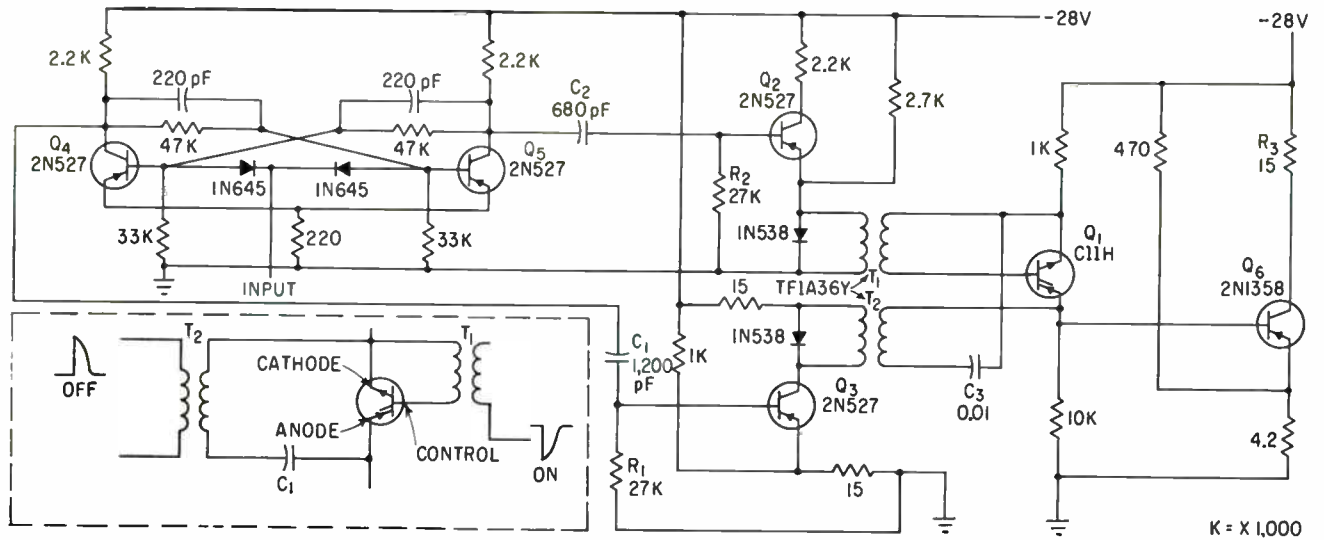 -28V
-28V
2.2K
220 pF
220 pF
2.2K
C2
680 pF
Q2
2N527
2.2K
2.7K
47K
47K
Q4
2N527
Q5
2N527
1N645
1N645
R2
27K
1K
470
R3
15
33K
220
33K
1N538
Q1
C11H
INPUT
TF1A36Y
T1
T2
Q6
2N1358
15
1N538
C1
1,200
pF
1K
Q3
2N527
C3
0.01
10K
4.2
R1
27K
15
T2
T1
OFF
CATHODE
ANODE
CONTROL
C1
ON
K = X 1,000